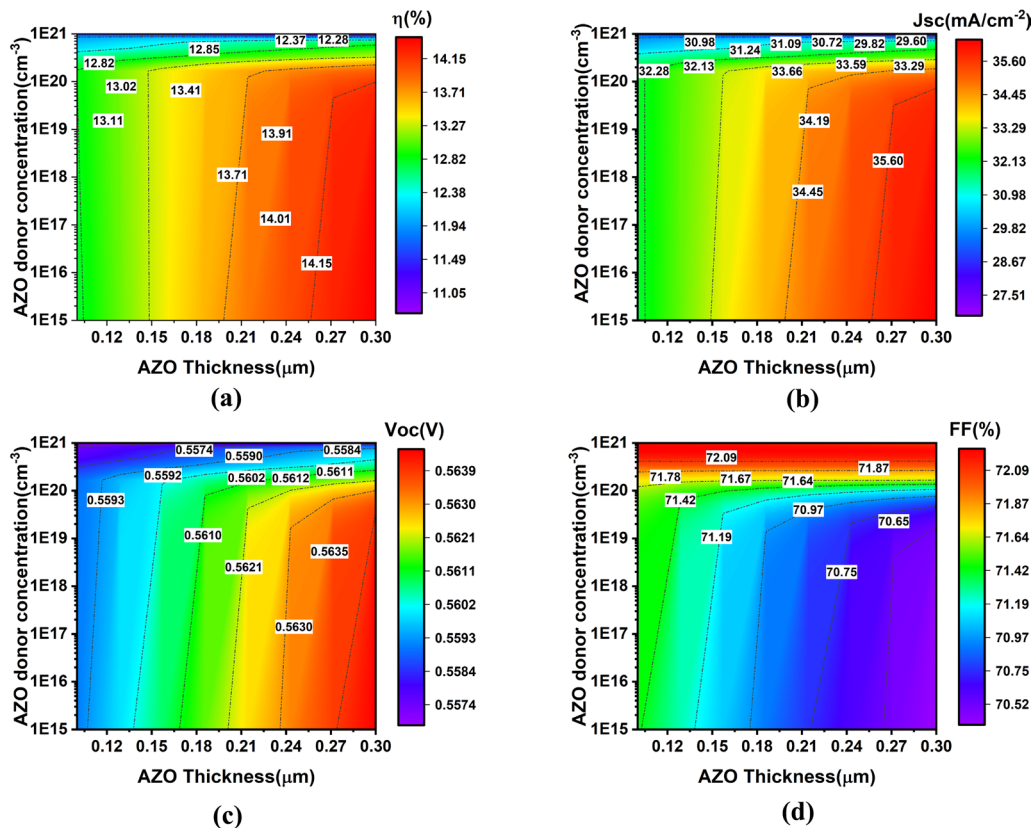 η(%)
1E21
1E20
1E19
1E18
1E17
1E16
1E15
AZO donor concentration(cm-3)
12.37
12.28
12.85
12.82
13.02
13.41
13.11
13.91
13.71
14.01
14.15
0.12
0.15
0.18
0.21
0.24
0.27
0.30
AZO Thickness(μm)
14.15
13.71
13.27
12.82
12.38
11.94
11.49
11.05
(a)
Jsc(mA/cm-2)
1E21
1E20
1E19
1E18
1E17
1E16
1E15
AZO donor concentration(cm-3)
30.98
31.24
31.09
30.72
29.82
29.60
32.28
32.13
33.66
33.59
33.29
34.19
35.60
34.45
0.12
0.15
0.18
0.21
0.24
0.27
0.30
AZO Thickness(μm)
35.60
34.45
33.29
32.13
30.98
29.82
28.67
27.51
(b)
Voc(V)
1E21
1E20
1E19
1E18
1E17
1E16
1E15
AZO donor concentration(cm-3)
0.5574
0.5590
0.5584
0.5592
0.5602
0.5612
0.5611
0.5593
0.5610
0.5635
0.5621
0.5630
0.12
0.15
0.18
0.21
0.24
0.27
0.30
AZO Thickness(μm)
0.5639
0.5630
0.5621
0.5611
0.5602
0.5593
0.5584
0.5574
(c)
FF(%)
1E21
1E20
1E19
1E18
1E17
1E16
1E15
AZO donor concentration(cm-3)
72.09
71.78
71.67
71.64
71.87
71.42
70.97
70.65
71.19
70.75
0.12
0.15
0.18
0.21
0.24
0.27
0.30
AZO Thickness(μm)
72.09
71.87
71.64
71.42
71.19
70.97
70.75
70.52
(d)